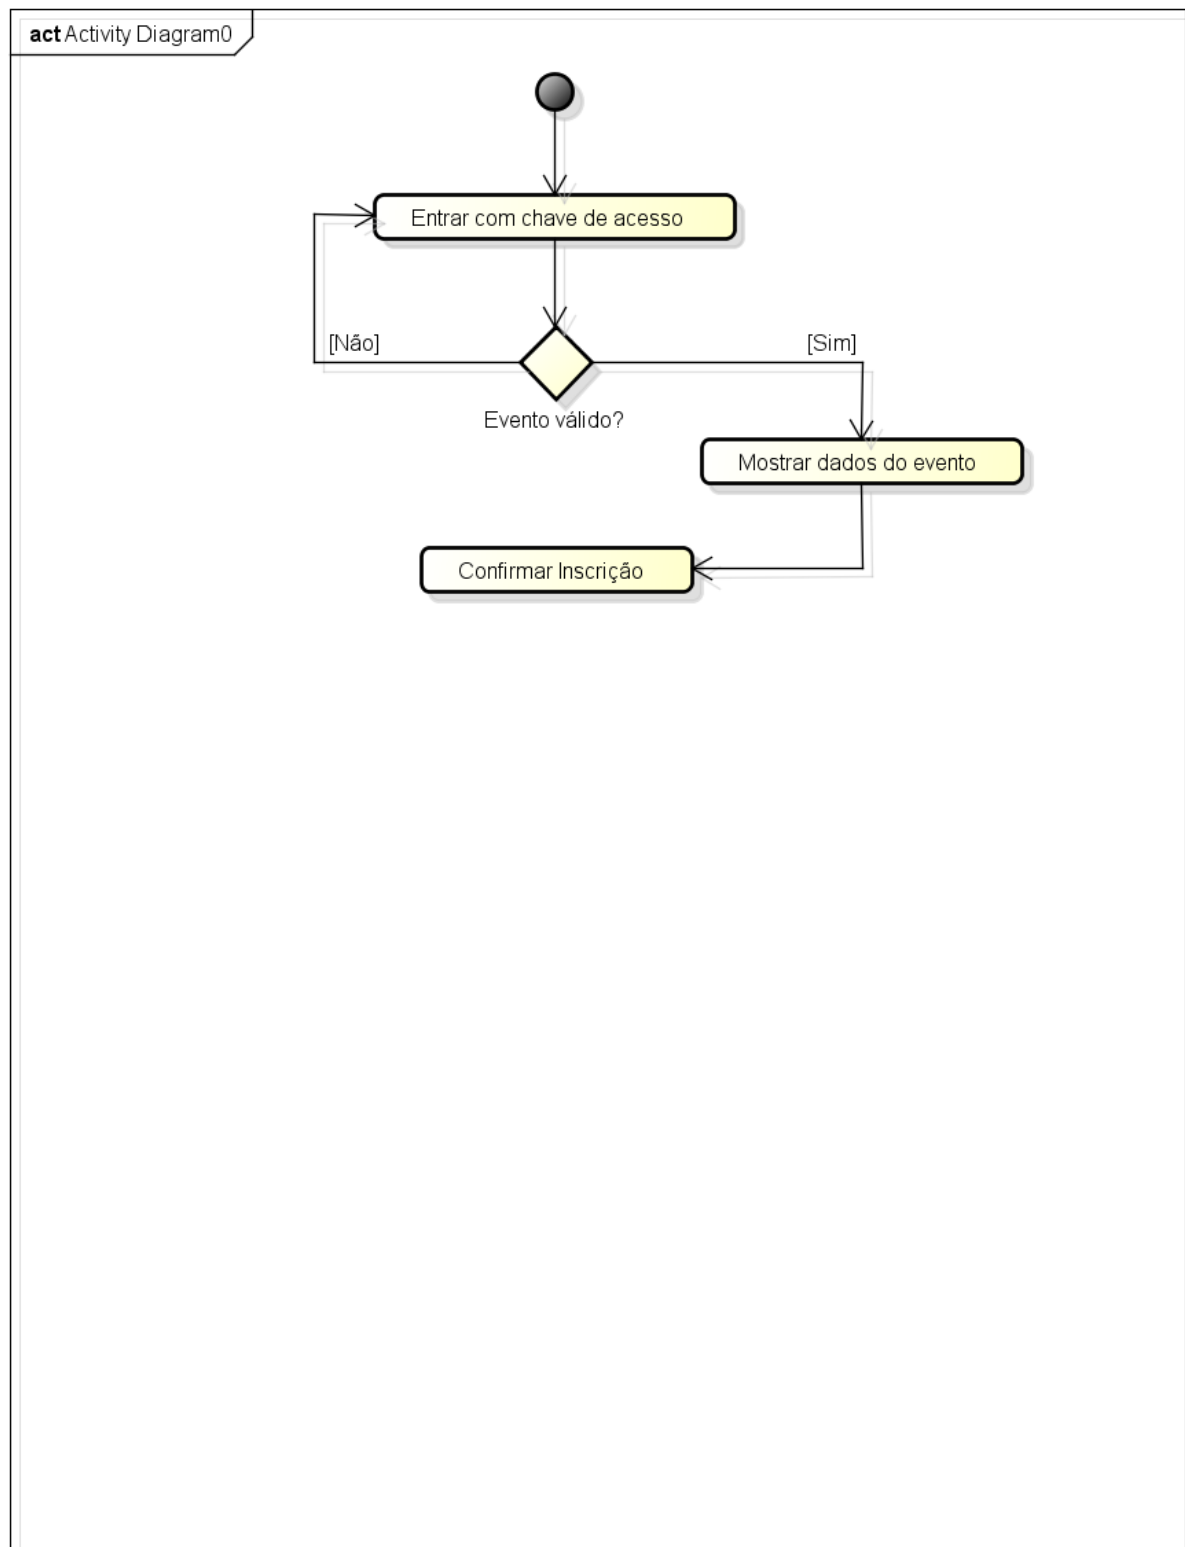 act Activity Diagram0
Entrar com chave de acesso
[Não]
[Sim]
Evento válido?
Mostrar dados do evento
Confirmar Inscrição